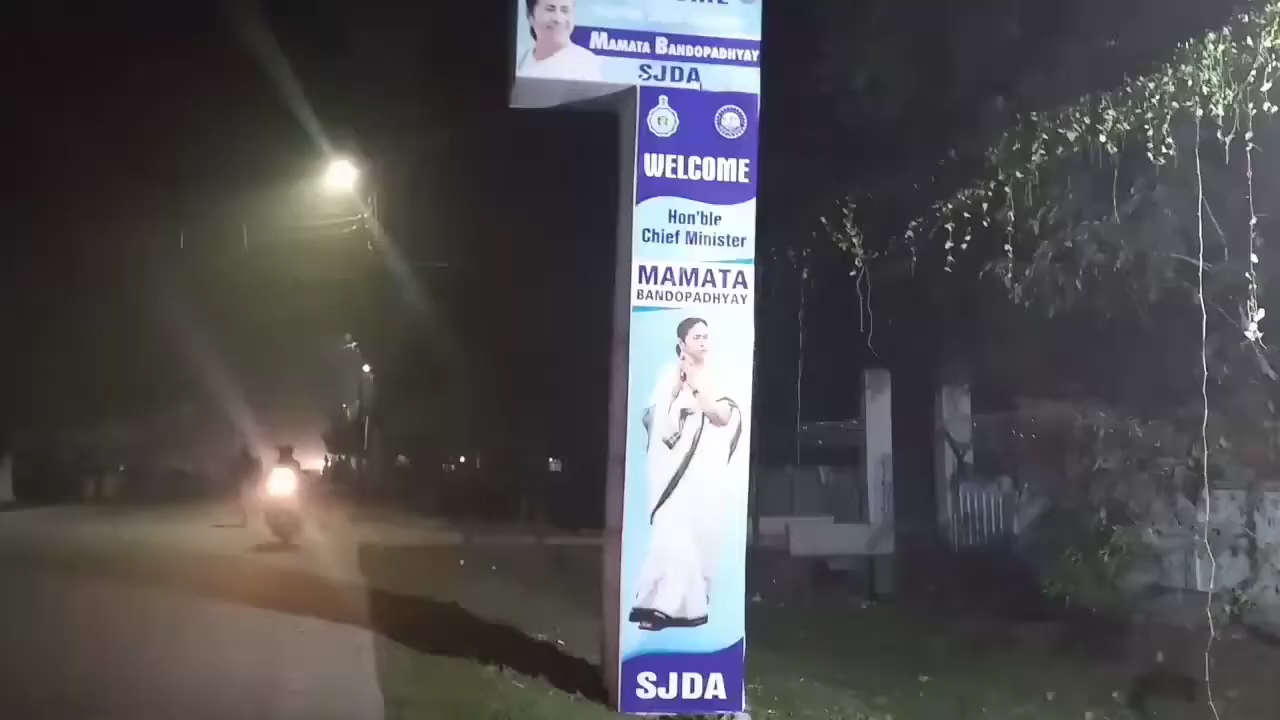 MAMATA BANDOPADHYAY
SJDA
WELCOME
Hon'ble
Chief Minister
MAMATA
BANDOPADHYAY
SJDA